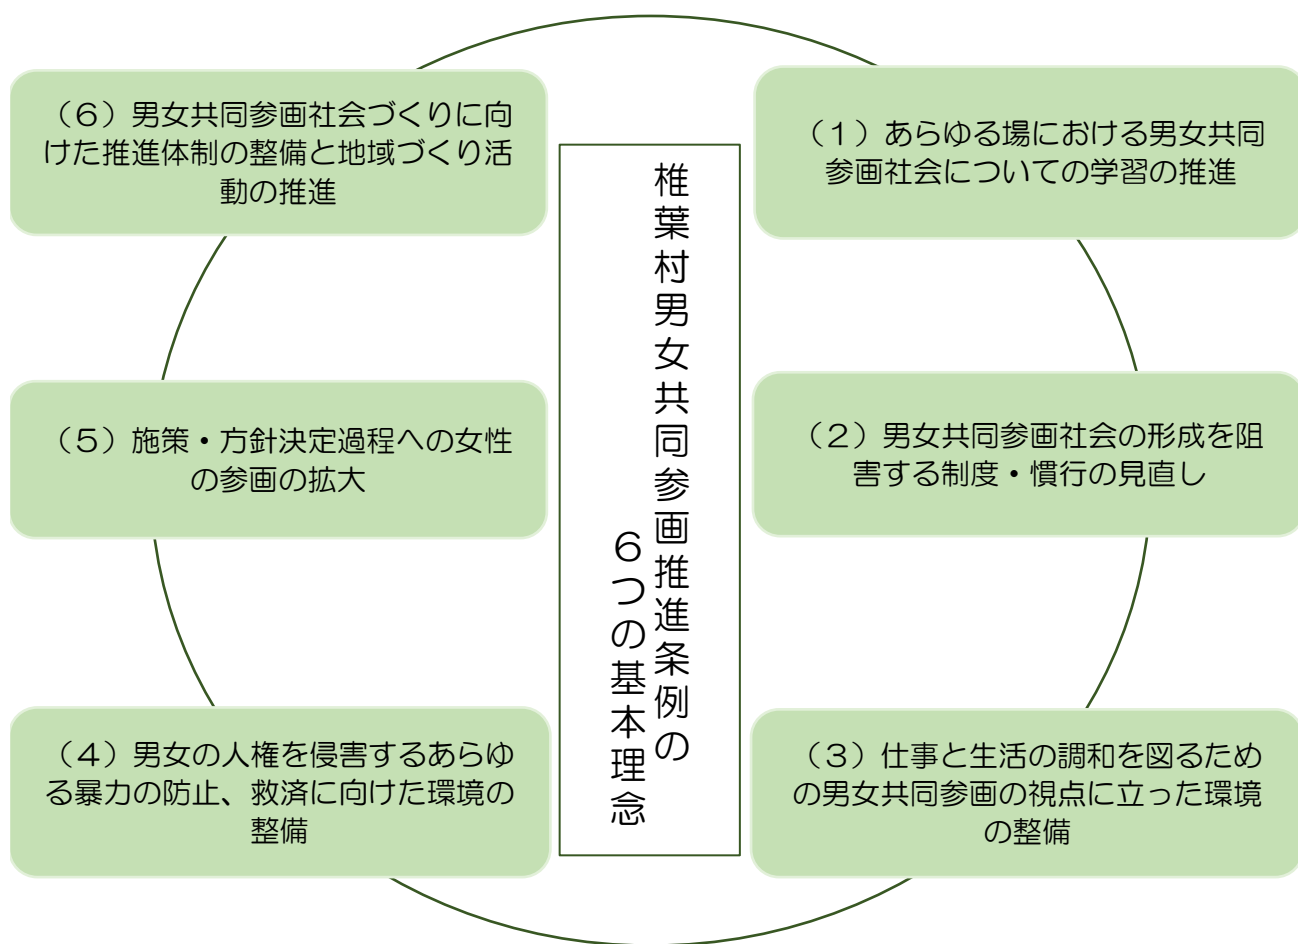 椎葉村男女共同参画推進条例の
６つの基本理念
（１）あらゆる場における男女共同
参画社会についての学習の推進
（２）男女共同参画社会の形成を阻
害する制度・慣行の見直し
（３）仕事と生活の調和を図るため
の男女共同参画の視点に立った環境
の整備
（４）男女の人権を侵害するあらゆ
る暴力の防止、救済に向けた環境の
整備
（５）施策・方針決定過程への女性
の参画の拡大
（６）男女共同参画社会づくりに向
けた推進体制の整備と地域づくり活
動の推進